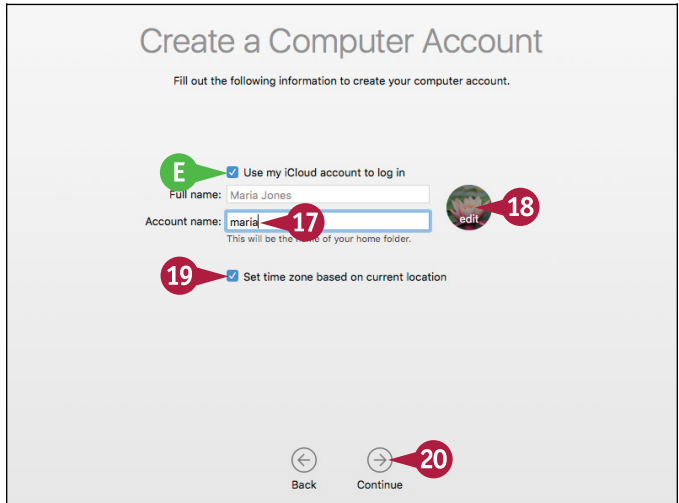 Create a Computer Account
Fill out the following information to create your computer account.
E
Use my iCloud account to log in
Full name: Maria Jones
18
edit
Account name: maria
17
This will be the name of your home folder.
19
Set time zone based on current location
20
Back Continue